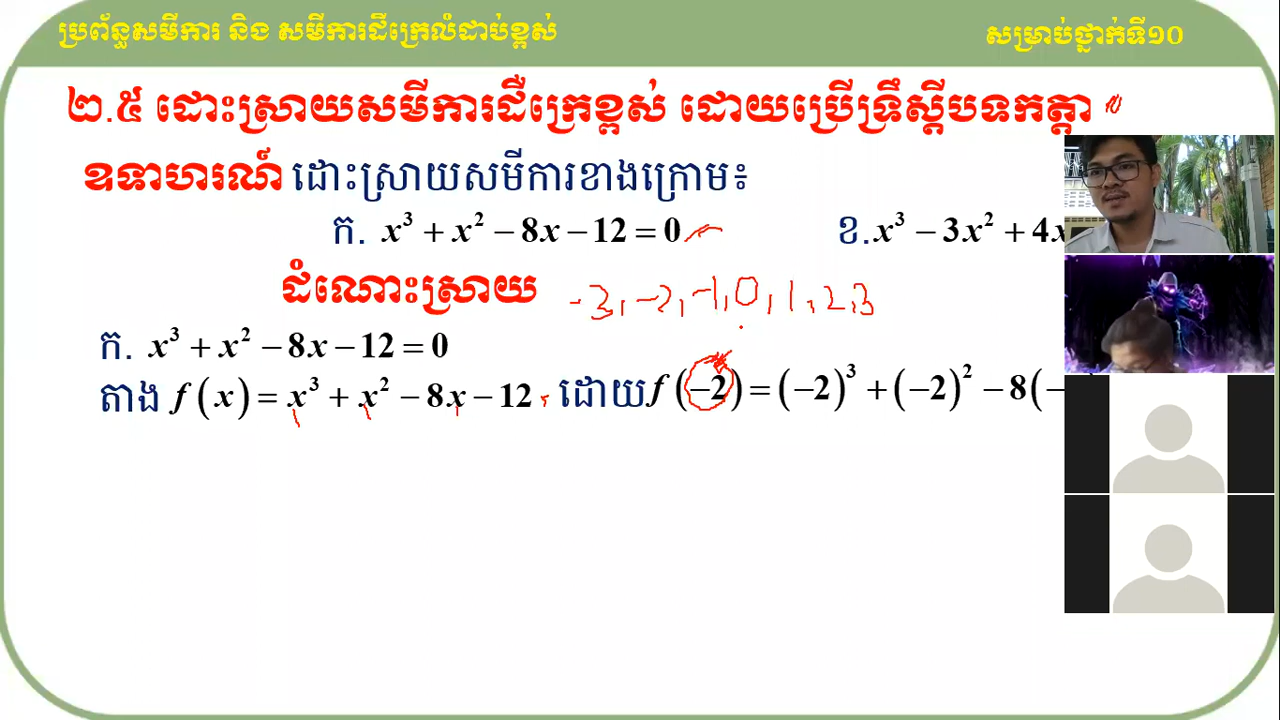 ប្រព័ន្ធសមីការ និង សមីការដឺក្រេលំដាប់ខ្ពស់
សម្រាប់ថ្នាក់ទី១០
២.៥ ដោះស្រាយសមីការដឺក្រេខ្ពស់ ដោយប្រើទ្រឹស្តីបទកត្តា
ឧទាហរណ៍ ដោះស្រាយសមីការខាងក្រោម៖
ក. x³ + x² − 8x − 12 = 0 ខ. x³ − 3x² + 4x
ដំណោះស្រាយ -3, -2, -1, 0, 1, 2, 3
ក. x³ + x² − 8x − 12 = 0
តាង f(x) = x³ + x² − 8x − 12 ដោយ f(−2) = (−2)³ + (−2)² − 8(−